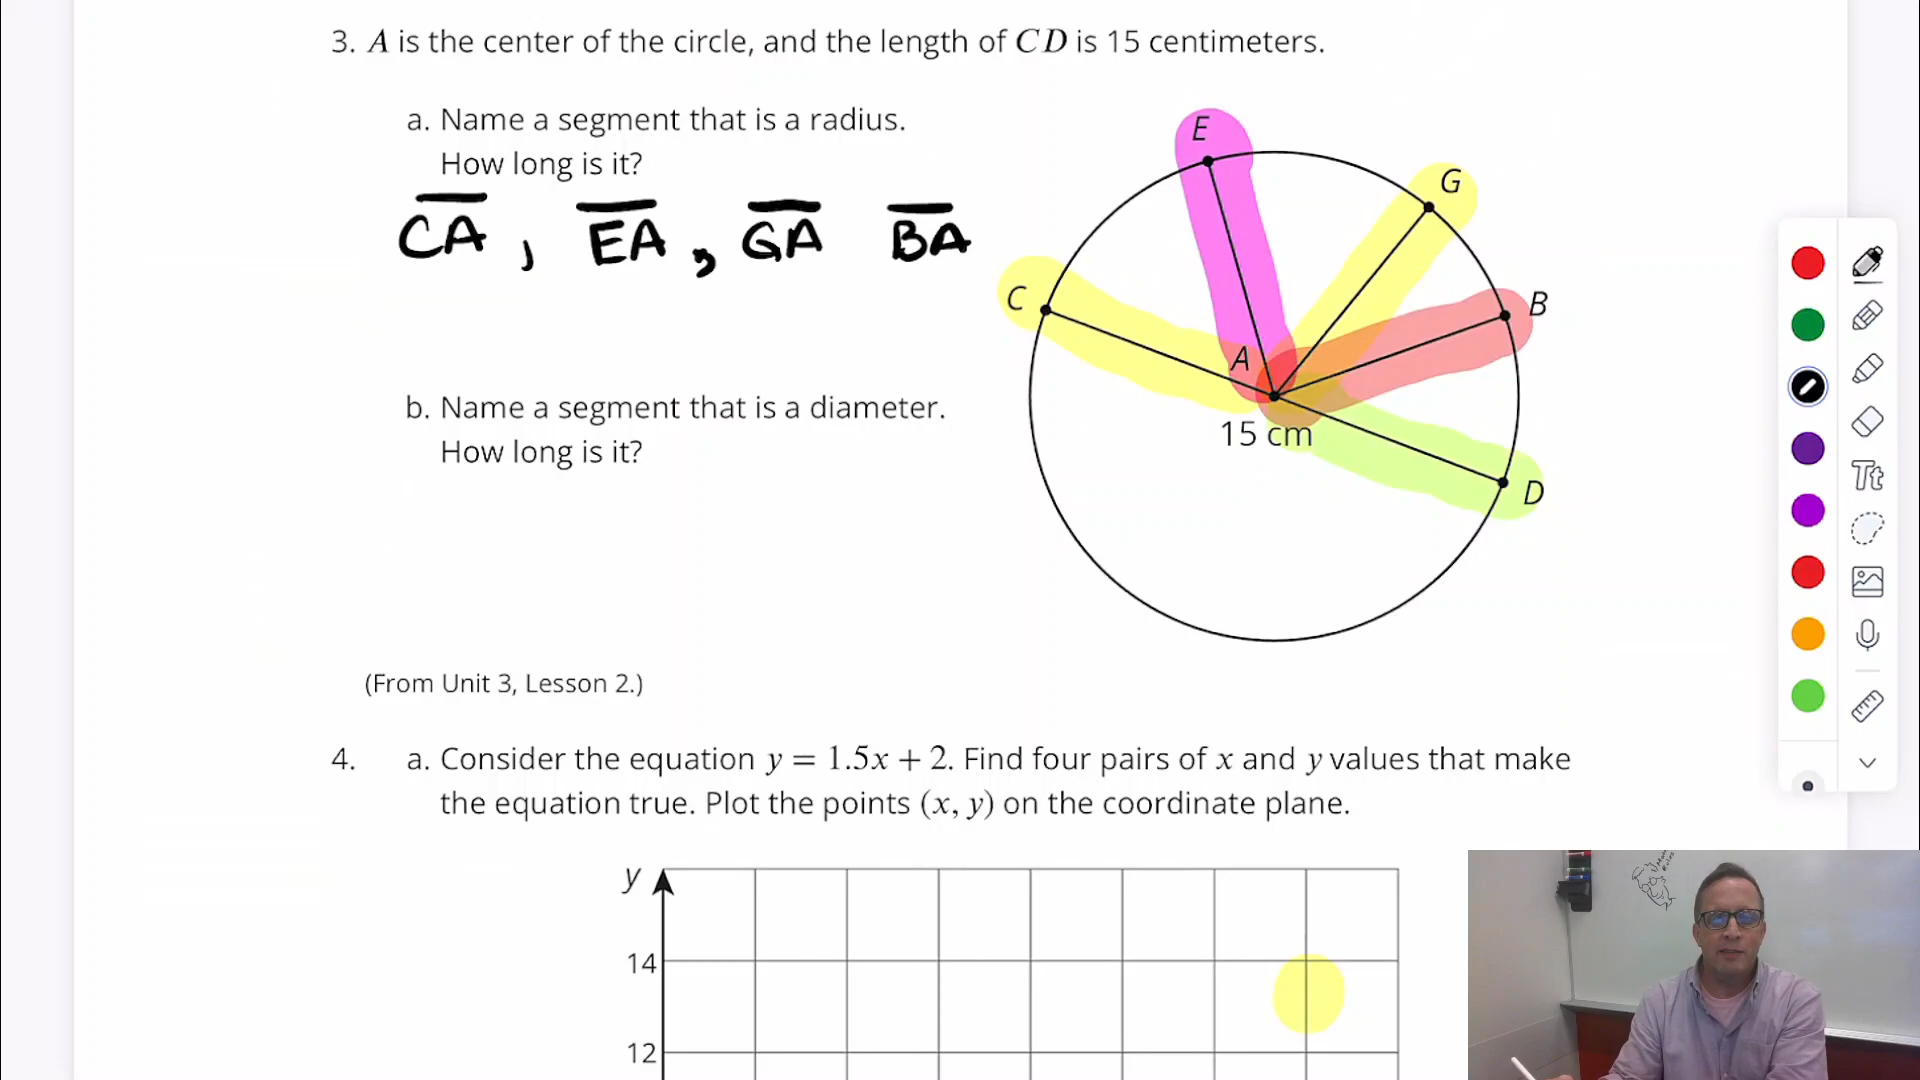 3. A is the center of the circle, and the length of CD is 15 centimeters.
a. Name a segment that is a radius.
How long is it?
CA, EA, GA BA
b. Name a segment that is a diameter.
How long is it?
E
G
C
B
A
15 cm
D
(From Unit 3, Lesson 2.)
4. a. Consider the equation y = 1.5x + 2. Find four pairs of x and y values that make
the equation true. Plot the points (x, y) on the coordinate plane.
y
14
12
Tt